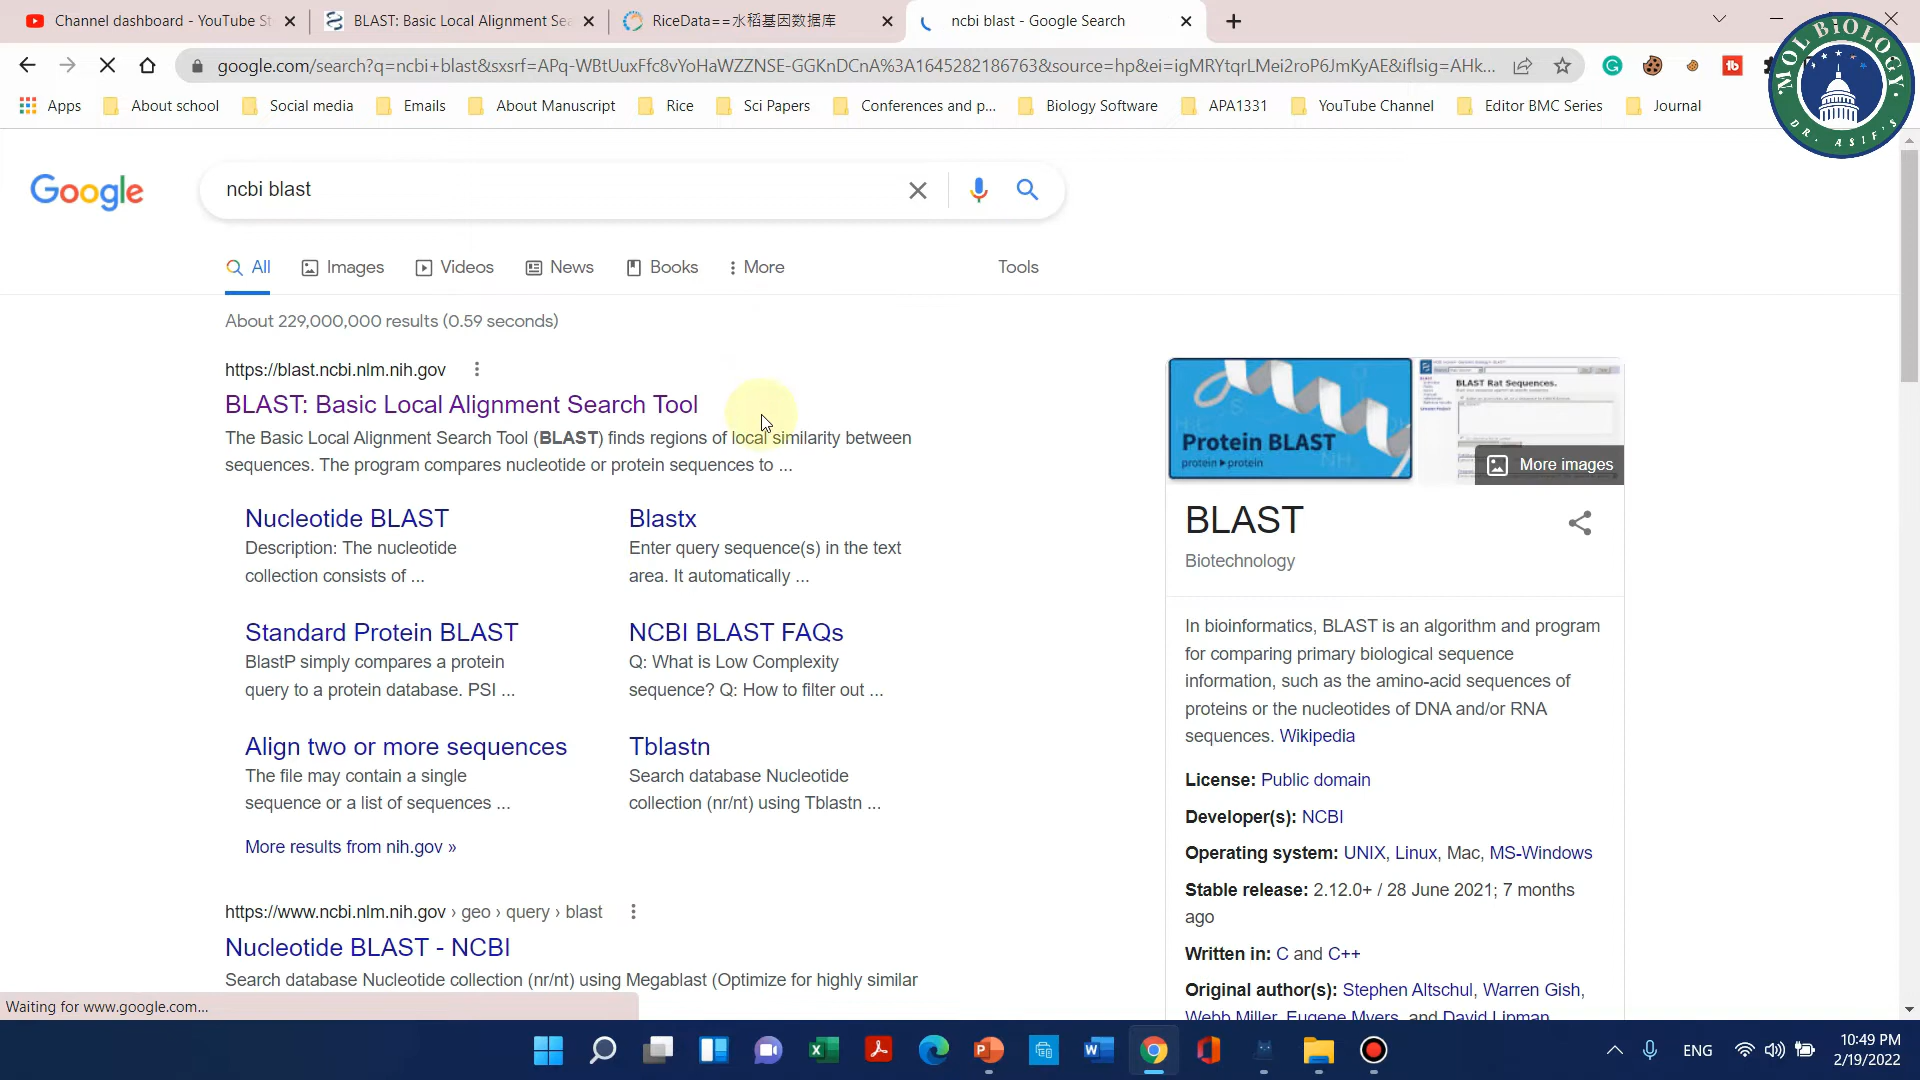 Channel dashboard - YouTube St
BLAST: Basic Local Alignment Sea
RiceData==水稻基因数据库
ncbi blast - Google Search
google.com/search?q=ncbi+blast&sxsrf=APq-WBtUuxFfc8vYoHaWZZNSE-GGKnDCnA%3A1645282186763&source=hp&ei=igMRYtqrLMei2roP6JmKyAE&iflsig=AHk...
Apps
About school
Social media
Emails
About Manuscript
Rice
Sci Papers
Conferences and p...
Biology Software
APA1331
YouTube Channel
Editor BMC Series
Journal
MOL BIOLOGY
DR. ASIF'S
Google
ncbi blast
All
Images
Videos
News
Books
More
Tools
About 229,000,000 results (0.59 seconds)
https://blast.ncbi.nlm.nih.gov
BLAST: Basic Local Alignment Search Tool
The Basic Local Alignment Search Tool (BLAST) finds regions of local similarity between
sequences. The program compares nucleotide or protein sequences to ...
Nucleotide BLAST
Description: The nucleotide
collection consists of ...
Blastx
Enter query sequence(s) in the text
area. It automatically ...
Standard Protein BLAST
BlastP simply compares a protein
query to a protein database. PSI ...
NCBI BLAST FAQs
Q: What is Low Complexity
sequence? Q: How to filter out ...
Align two or more sequences
The file may contain a single
sequence or a list of sequences ...
Tblastn
Search database Nucleotide
collection (nr/nt) using Tblastn ...
More results from nih.gov »
https://www.ncbi.nlm.nih.gov › geo › query › blast
Nucleotide BLAST - NCBI
Search database Nucleotide collection (nr/nt) using Megablast (Optimize for highly similar
Protein BLAST
protein ▸ protein
BLAST Rat Sequences.
More images
BLAST
Biotechnology
In bioinformatics, BLAST is an algorithm and program
for comparing primary biological sequence
information, such as the amino-acid sequences of
proteins or the nucleotides of DNA and/or RNA
sequences. Wikipedia
License: Public domain
Developer(s): NCBI
Operating system: UNIX, Linux, Mac, MS-Windows
Stable release: 2.12.0+ / 28 June 2021; 7 months
ago
Written in: C and C++
Original author(s): Stephen Altschul, Warren Gish,
Webb Miller, Eugene Myers, and David Lipman
Waiting for www.google.com...
ENG
10:49 PM
2/19/2022